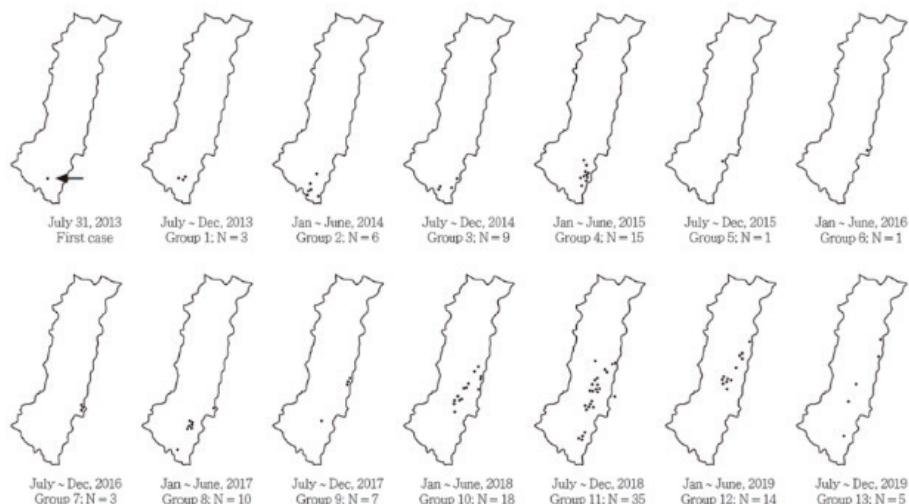 July 31, 2013
First case
July ~ Dec, 2013
Group 1; N = 3
Jan ~ June, 2014
Group 2; N = 6
July ~ Dec, 2014
Group 3; N = 9
Jan ~ June, 2015
Group 4; N = 15
July ~ Dec, 2015
Group 5; N = 1
Jan ~ June, 2016
Group 6; N = 1
July ~ Dec, 2016
Group 7; N = 3
Jan ~ June, 2017
Group 8; N = 10
July ~ Dec, 2017
Group 9; N = 7
Jan ~ June, 2018
Group 10; N = 18
July ~ Dec, 2018
Group 11; N = 35
Jan ~ June, 2019
Group 12; N = 14
July ~ Dec, 2019
Group 13; N = 5